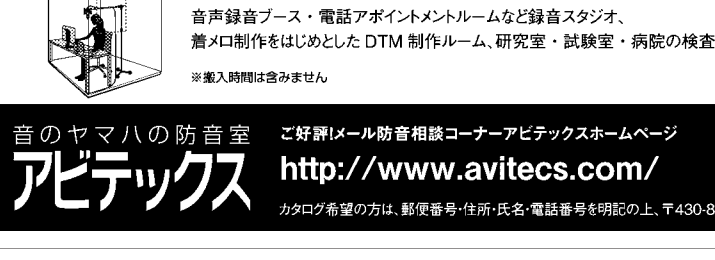 音声録音ブース・電話アポイントメントルームなど録音スタジオ、
着メロ制作をはじめとしたDTM制作ルーム、研究室・試験室・病院の検査
※搬入時間は含みません
音のヤマハの防音室
アビテックス
ご好評!メール防音相談コーナーアビテックスホームページ
http://www.avitecs.com/
カタログ希望の方は、郵便番号・住所・氏名・電話番号を明記の上、〒430-8